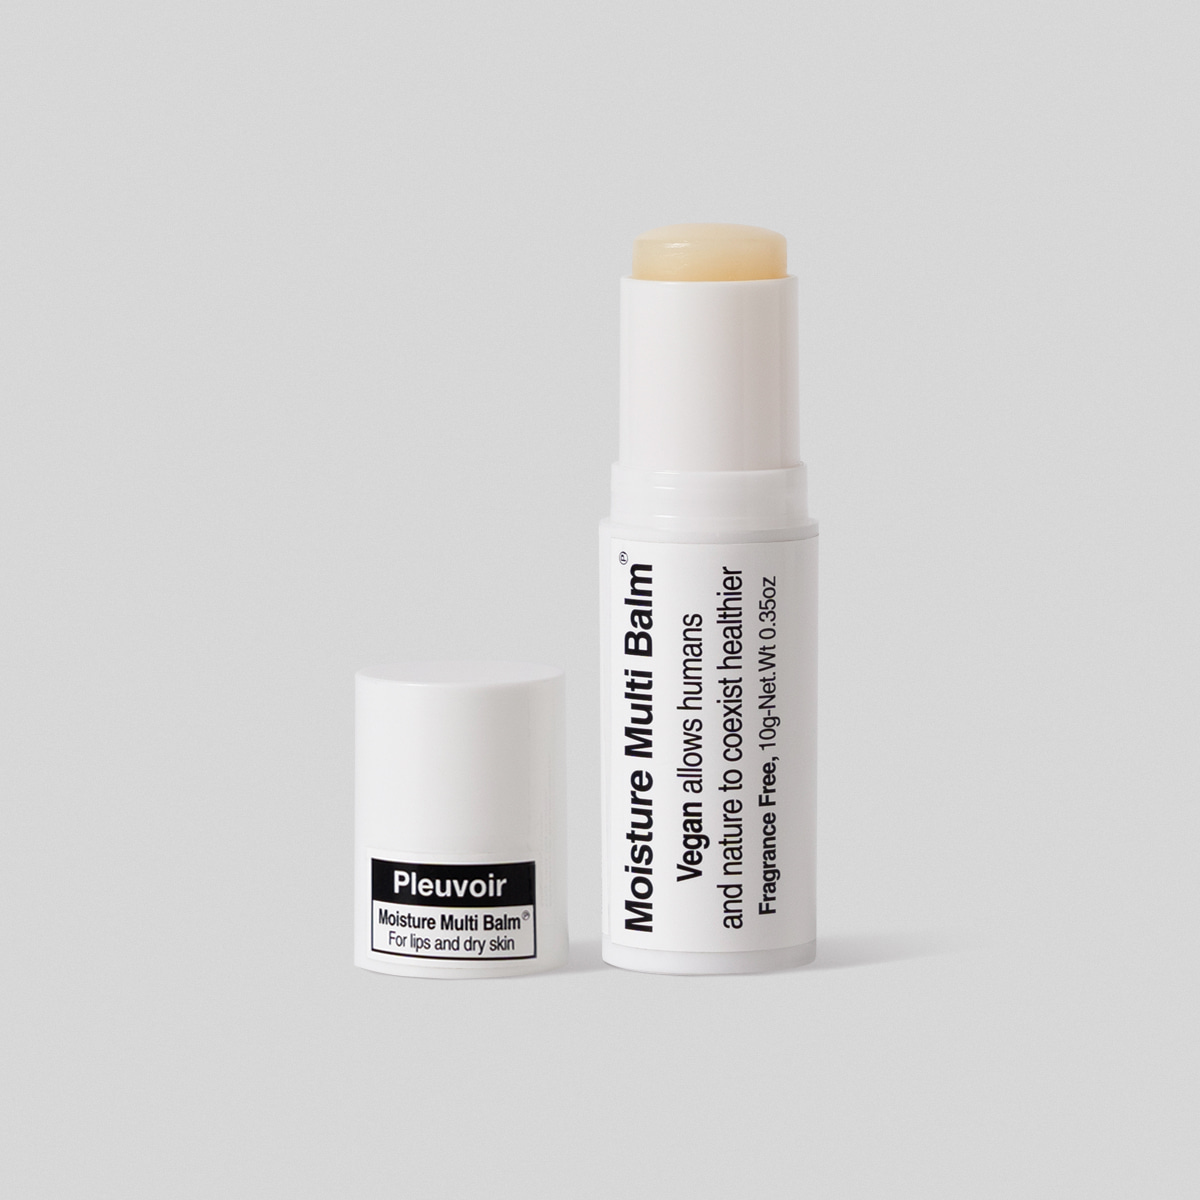 Pleuvoir
Moisture Multi Balm℗
For lips and dry skin
Moisture Multi Balm℗
Vegan allows humans
and nature to coexist healthier
Fragrance Free, 10g-Net.Wt 0.35oz